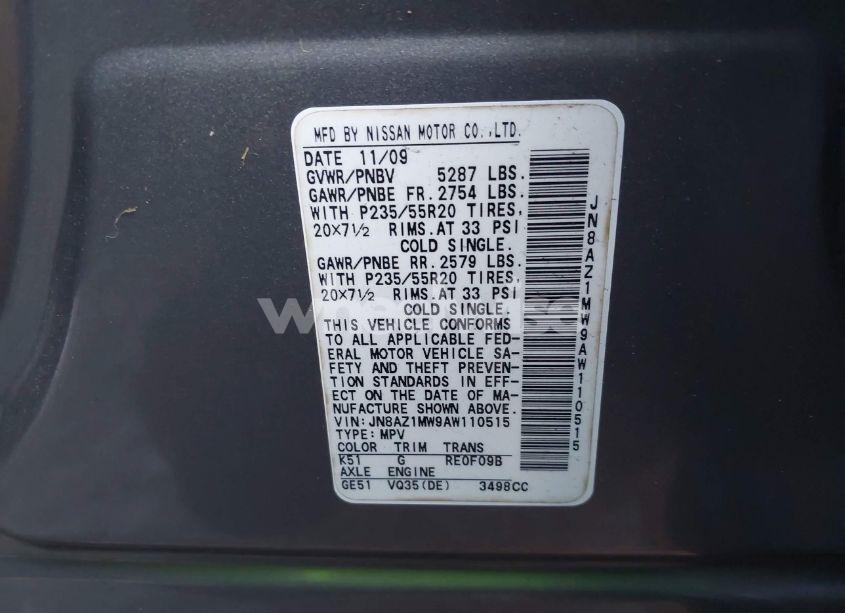 MFD BY NISSAN MOTOR CO.,LTD.
DATE 11/09
GVWR/PNBV 5287 LBS.
GAWR/PNBE FR. 2754 LBS.
WITH P235/55R20 TIRES,
20×7½ RIMS. AT 33 PSI
COLD SINGLE.
GAWR/PNBE RR. 2579 LBS.
WITH P235/55R20 TIRES,
20×7½ RIMS. AT 33 PSI
COLD SINGLE.
THIS VEHICLE CONFORMS
TO ALL APPLICABLE FED-
ERAL MOTOR VEHICLE SA-
FETY AND THEFT PREVEN-
TION STANDARDS IN EFF-
ECT ON THE DATE OF MA-
NUFACTURE SHOWN ABOVE.
VIN: JN8AZ1MW9AW110515
TYPE: MPV
COLOR TRIM TRANS
K51 G RE0F09B
AXLE ENGINE
GE51 VQ35(DE) 3498CC
JN8AZ1MW9AW110515